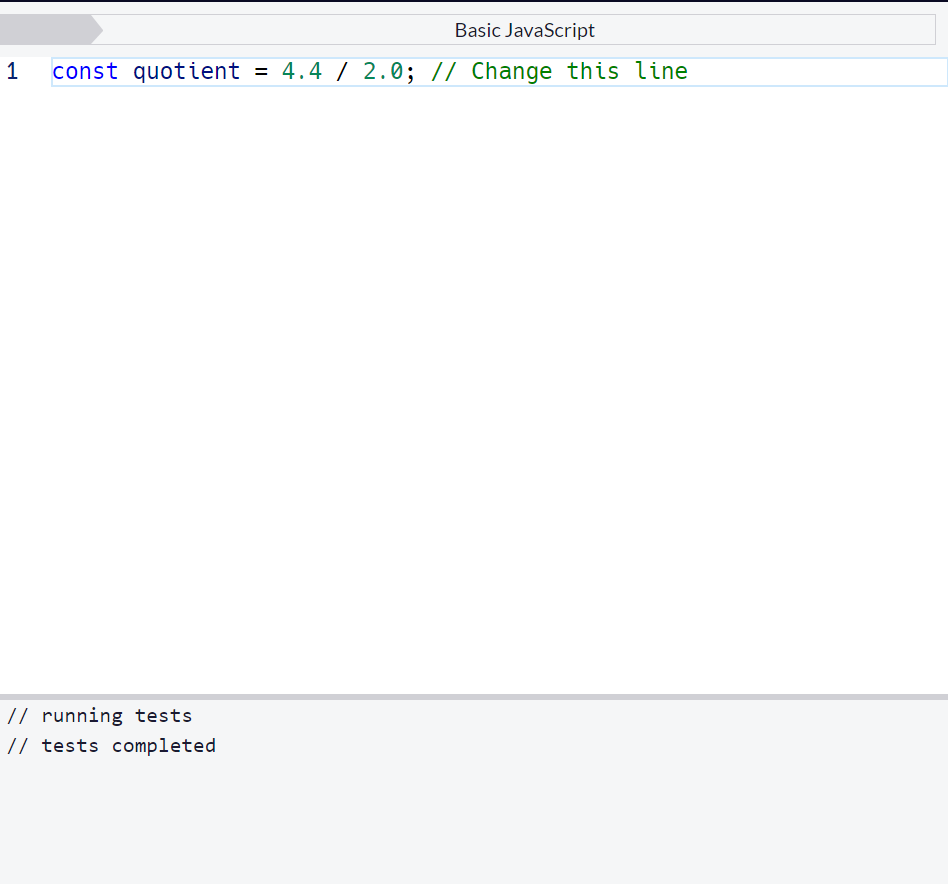 Basic JavaScript
1 const quotient = 4.4 / 2.0; // Change this line
// running tests
// tests completed